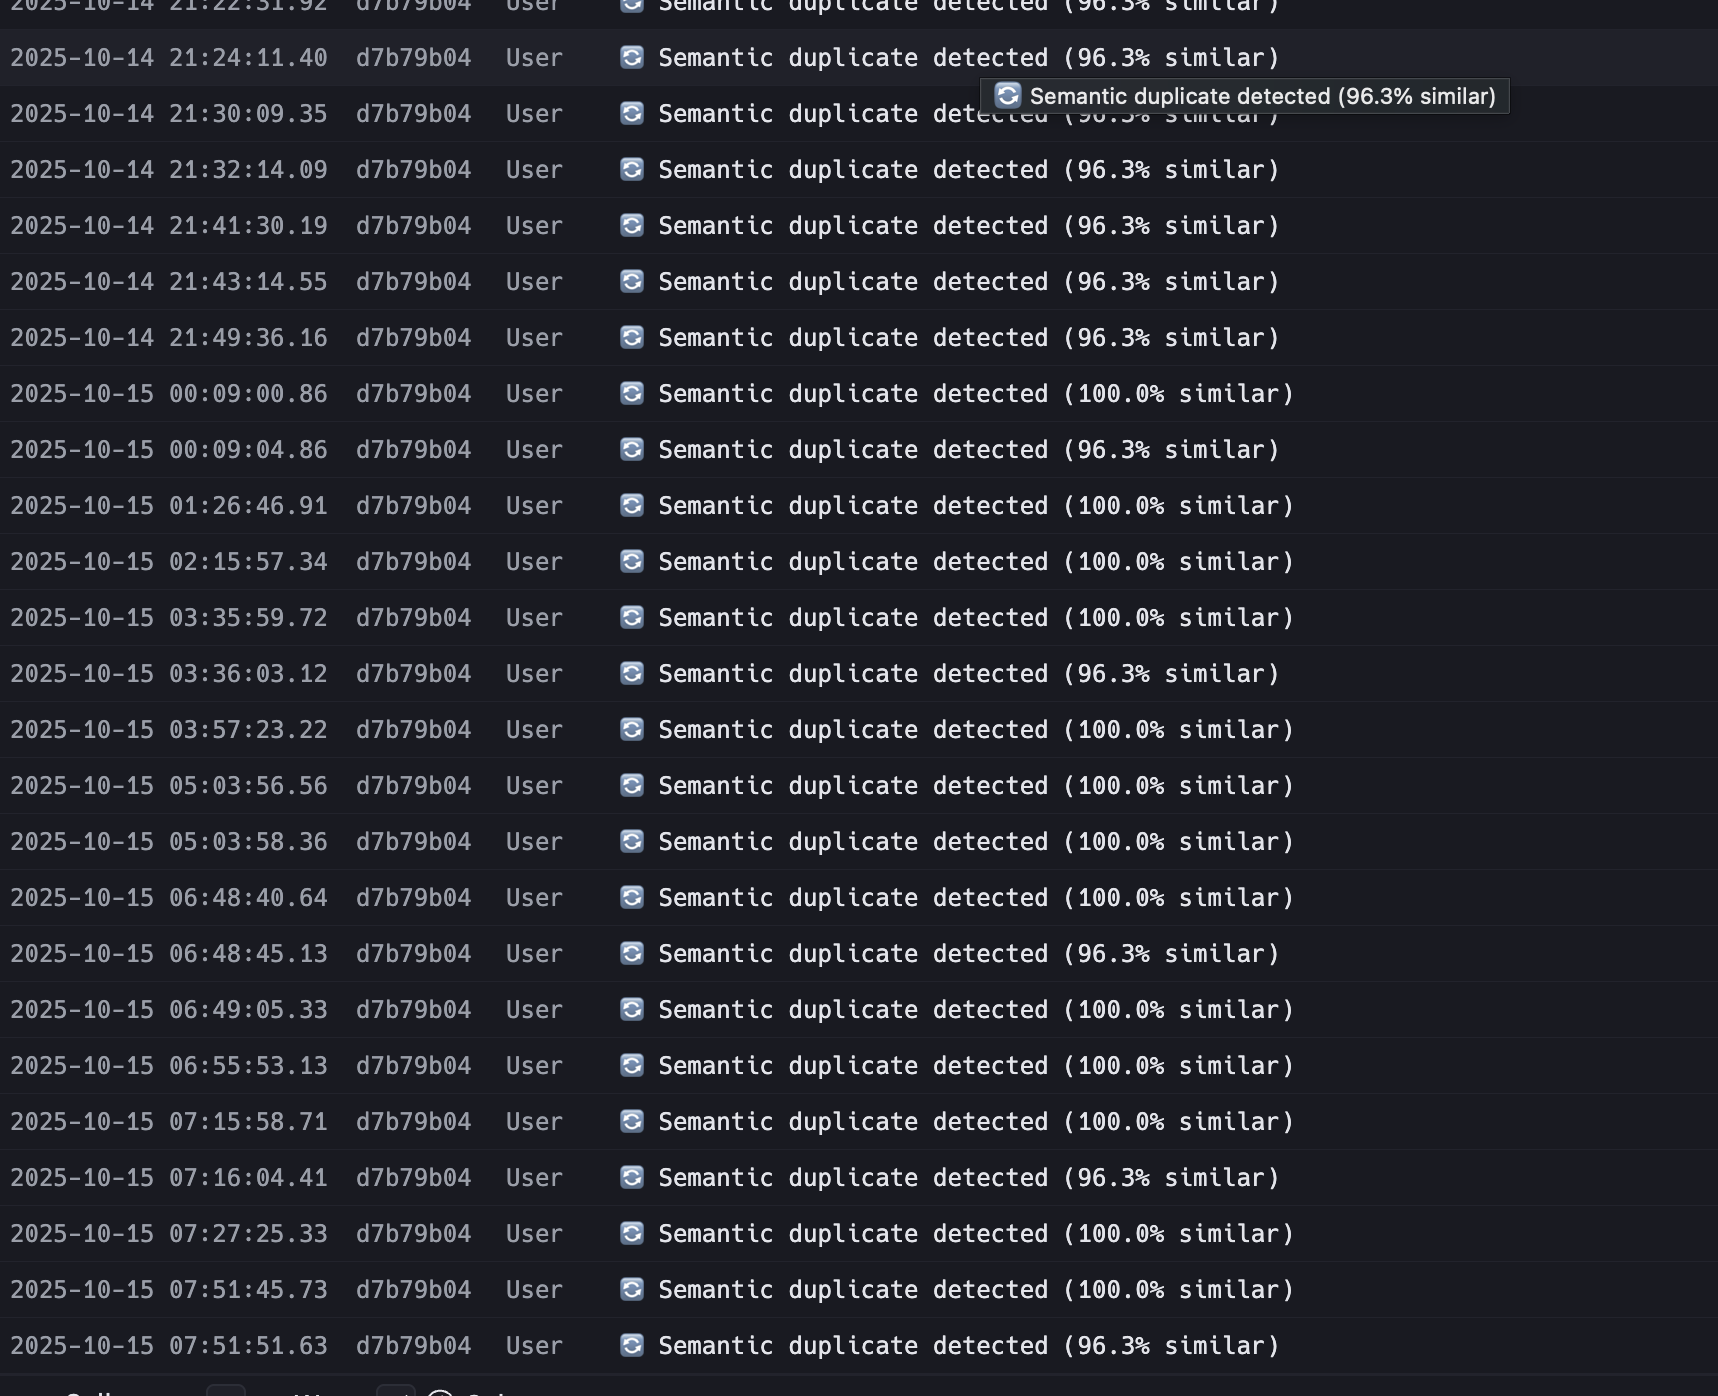 2025-10-14 21:22:31.92 d7b79b04 User Semantic duplicate detected (96.3% similar)
2025-10-14 21:24:11.40 d7b79b04 User Semantic duplicate detected (96.3% similar)
Semantic duplicate detected (96.3% similar)
2025-10-14 21:30:09.35 d7b79b04 User Semantic duplicate detected (96.3% similar)
2025-10-14 21:32:14.09 d7b79b04 User Semantic duplicate detected (96.3% similar)
2025-10-14 21:41:30.19 d7b79b04 User Semantic duplicate detected (96.3% similar)
2025-10-14 21:43:14.55 d7b79b04 User Semantic duplicate detected (96.3% similar)
2025-10-14 21:49:36.16 d7b79b04 User Semantic duplicate detected (96.3% similar)
2025-10-15 00:09:00.86 d7b79b04 User Semantic duplicate detected (100.0% similar)
2025-10-15 00:09:04.86 d7b79b04 User Semantic duplicate detected (96.3% similar)
2025-10-15 01:26:46.91 d7b79b04 User Semantic duplicate detected (100.0% similar)
2025-10-15 02:15:57.34 d7b79b04 User Semantic duplicate detected (100.0% similar)
2025-10-15 03:35:59.72 d7b79b04 User Semantic duplicate detected (100.0% similar)
2025-10-15 03:36:03.12 d7b79b04 User Semantic duplicate detected (96.3% similar)
2025-10-15 03:57:23.22 d7b79b04 User Semantic duplicate detected (100.0% similar)
2025-10-15 05:03:56.56 d7b79b04 User Semantic duplicate detected (100.0% similar)
2025-10-15 05:03:58.36 d7b79b04 User Semantic duplicate detected (100.0% similar)
2025-10-15 06:48:40.64 d7b79b04 User Semantic duplicate detected (100.0% similar)
2025-10-15 06:48:45.13 d7b79b04 User Semantic duplicate detected (96.3% similar)
2025-10-15 06:49:05.33 d7b79b04 User Semantic duplicate detected (100.0% similar)
2025-10-15 06:55:53.13 d7b79b04 User Semantic duplicate detected (100.0% similar)
2025-10-15 07:15:58.71 d7b79b04 User Semantic duplicate detected (100.0% similar)
2025-10-15 07:16:04.41 d7b79b04 User Semantic duplicate detected (96.3% similar)
2025-10-15 07:27:25.33 d7b79b04 User Semantic duplicate detected (100.0% similar)
2025-10-15 07:51:45.73 d7b79b04 User Semantic duplicate detected (100.0% similar)
2025-10-15 07:51:51.63 d7b79b04 User Semantic duplicate detected (96.3% similar)